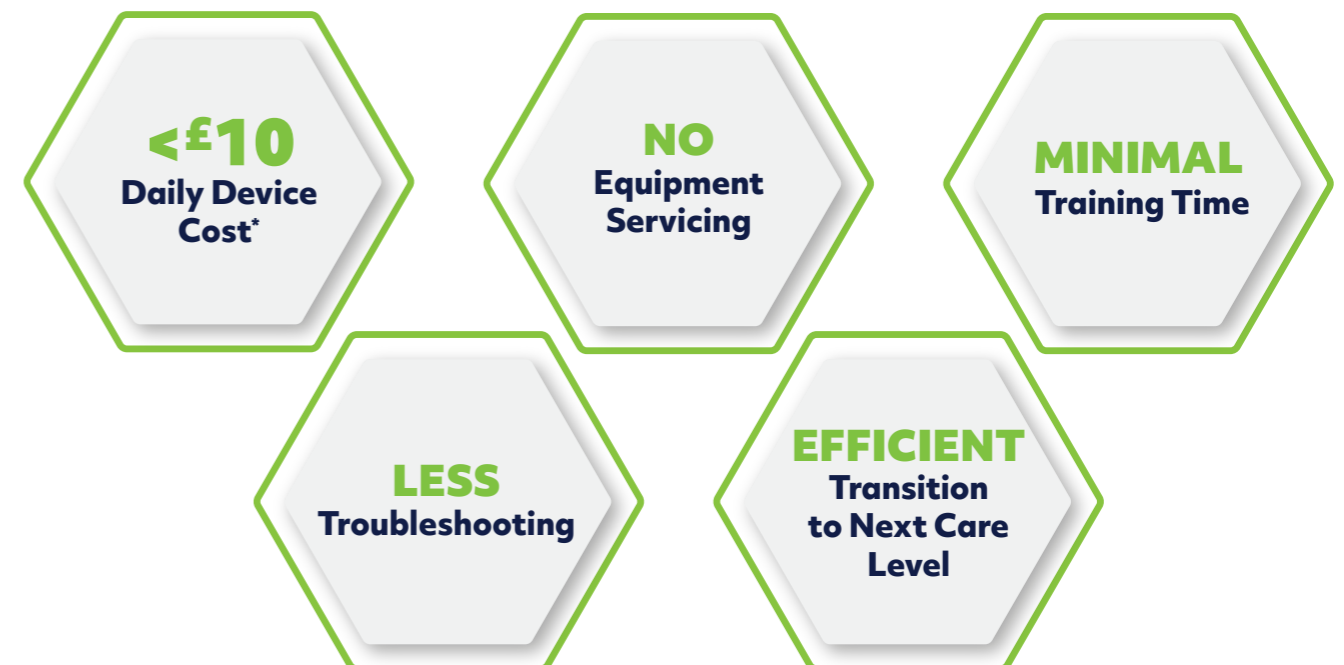 <£10
Daily Device
Cost*
NO
Equipment
Servicing
MINIMAL
Training Time
LESS
Troubleshooting
EFFICIENT
Transition
to Next Care
Level